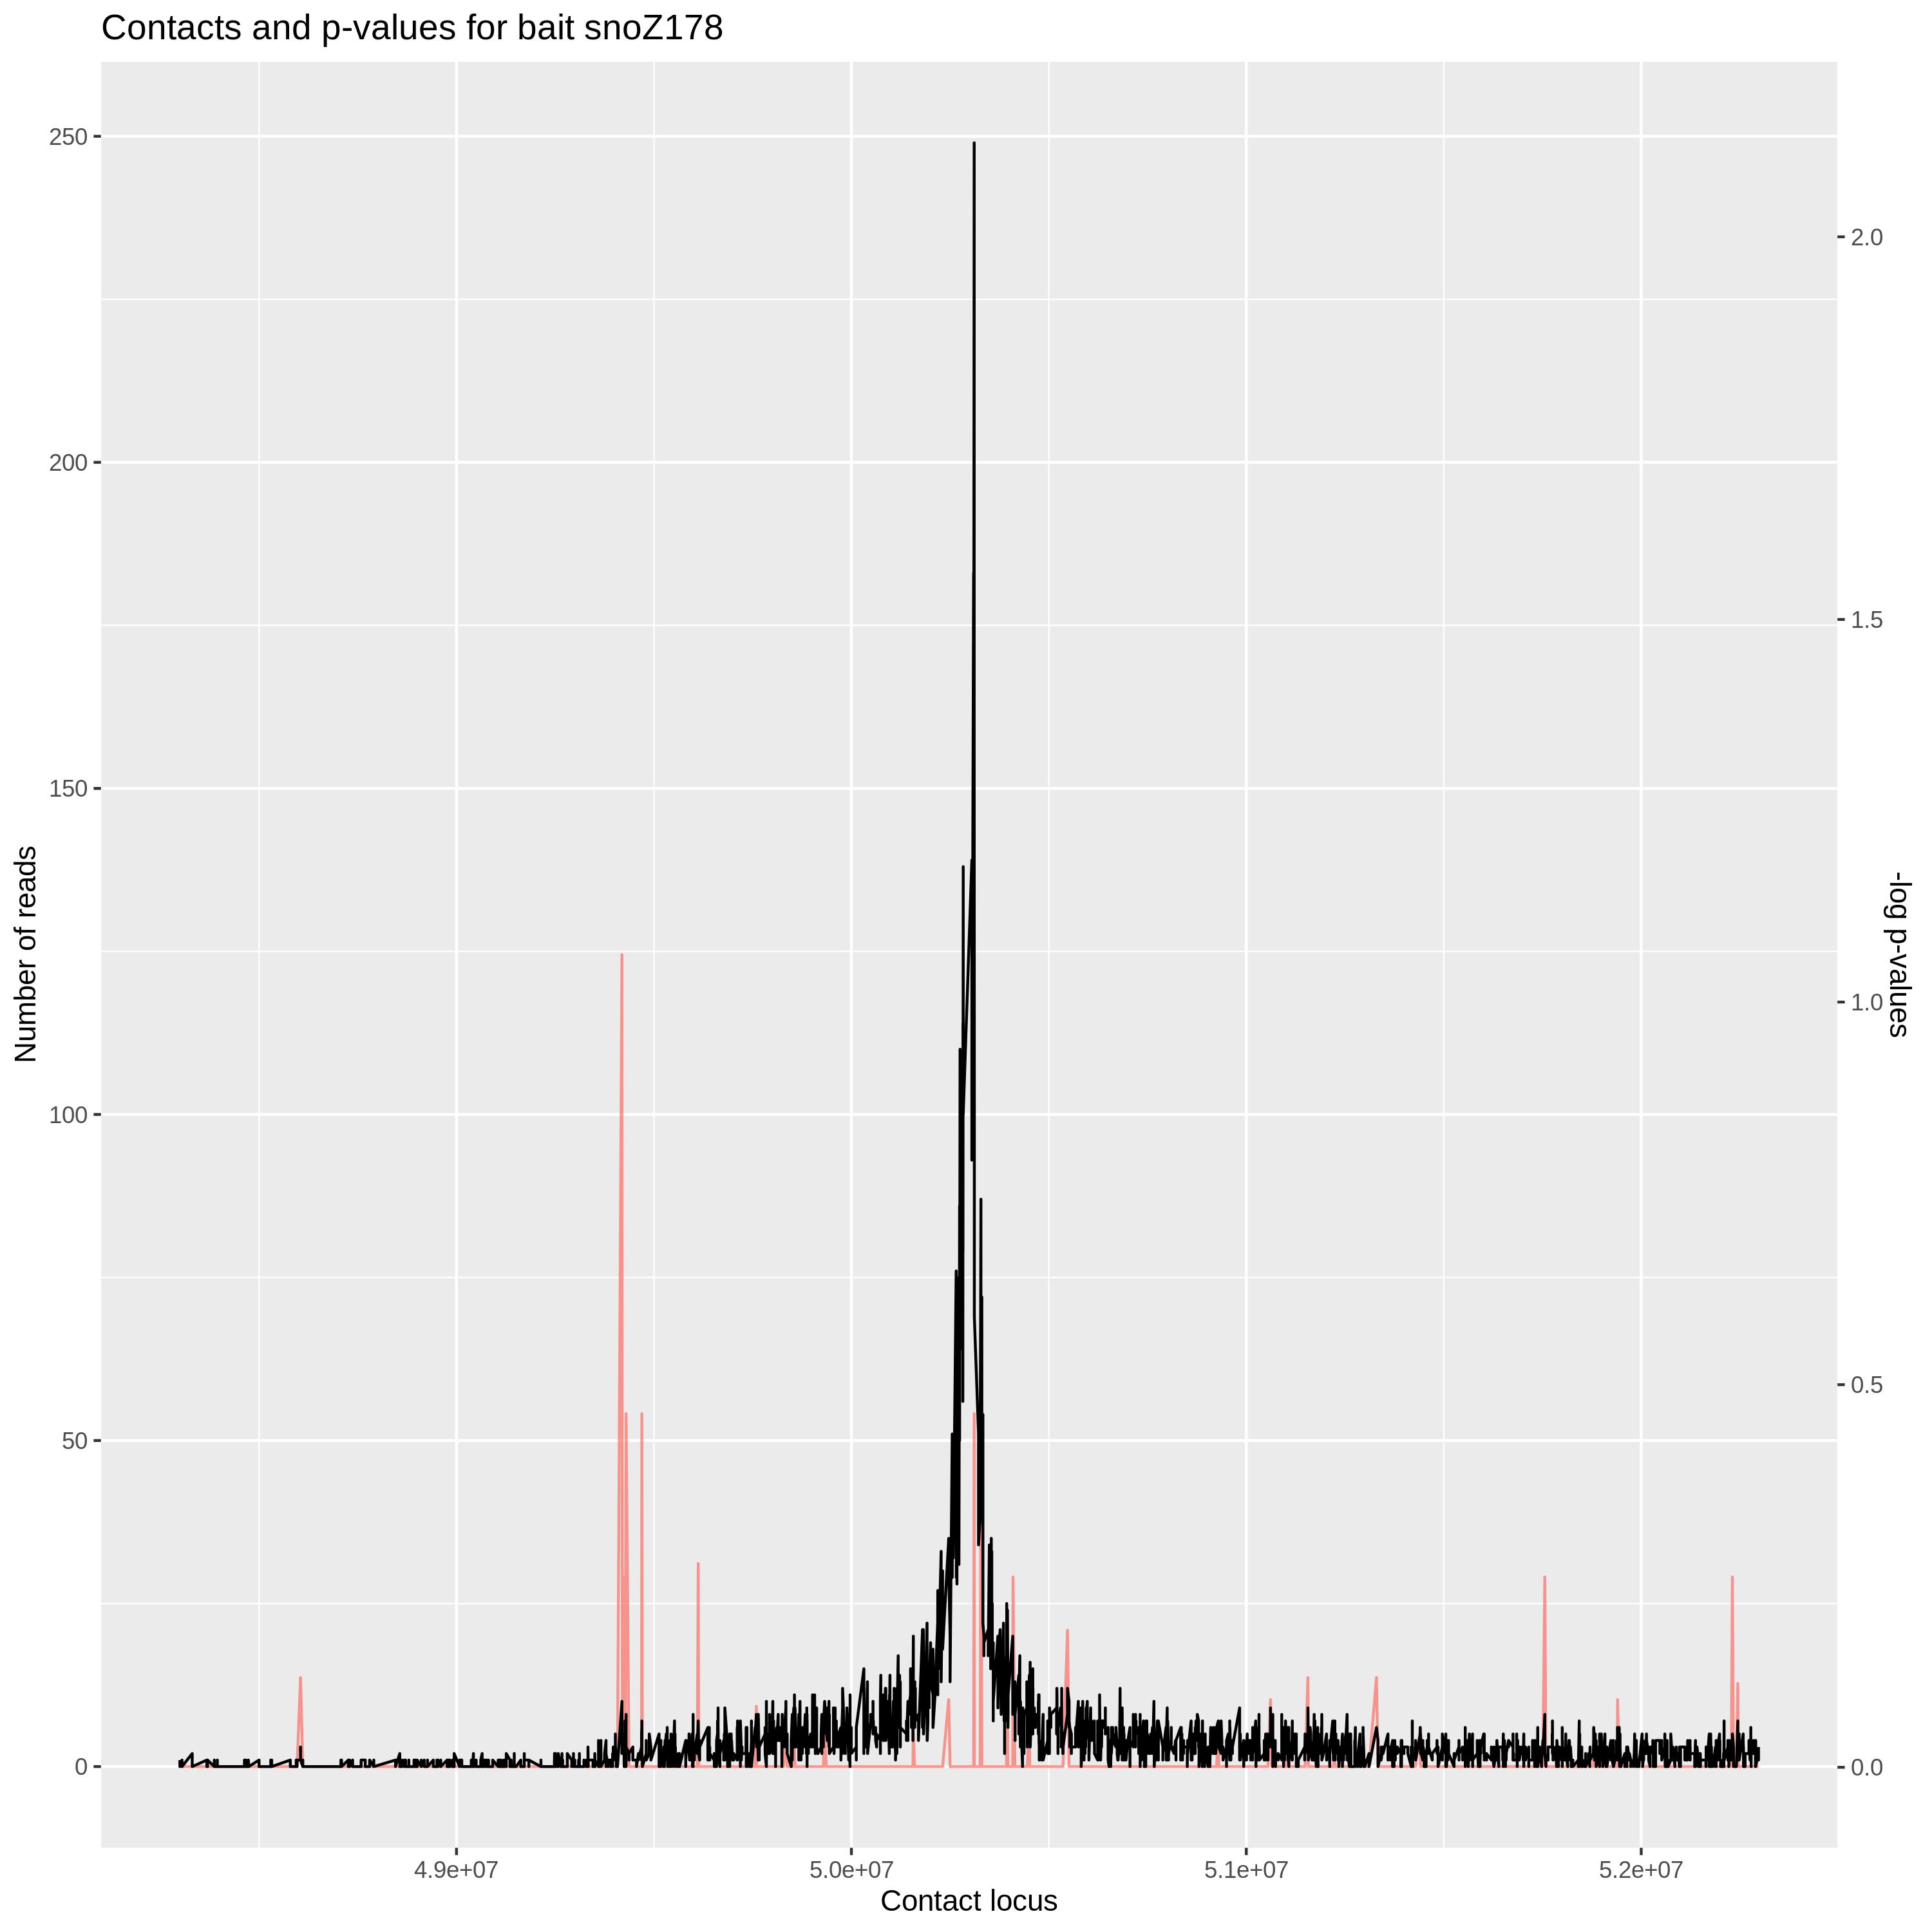 Contacts and p-values for bait snoZ178
250
200
150
100
50
0
Number of reads
2.0
1.5
1.0
0.5
0.0
-log p-values
4.9e+07
5.0e+07
5.1e+07
5.2e+07
Contact locus